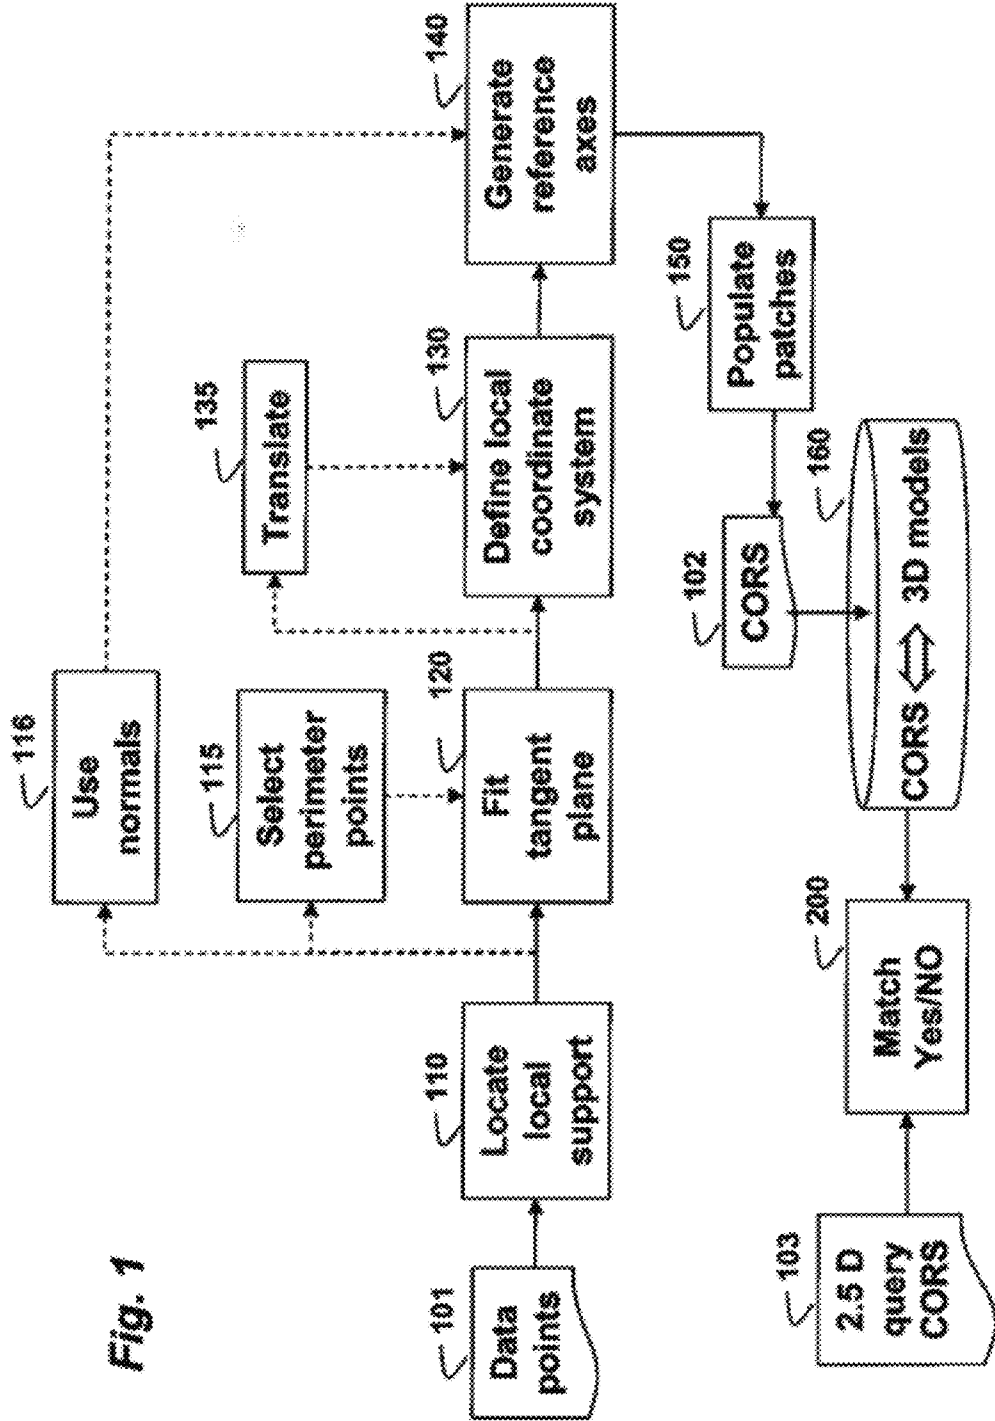 Fig. 1
116
Use
normals
135
Translate
115
Select
perimeter
points
101
Data
points
110
Locate
local
support
120
Fit
tangent
plane
130
Define local
coordinate
system
140
Generate
reference
axes
150
Populate
patches
102
CORS
160
CORS ⇔ 3D models
200
Match
Yes/NO
103
2.5 D
query
CORS